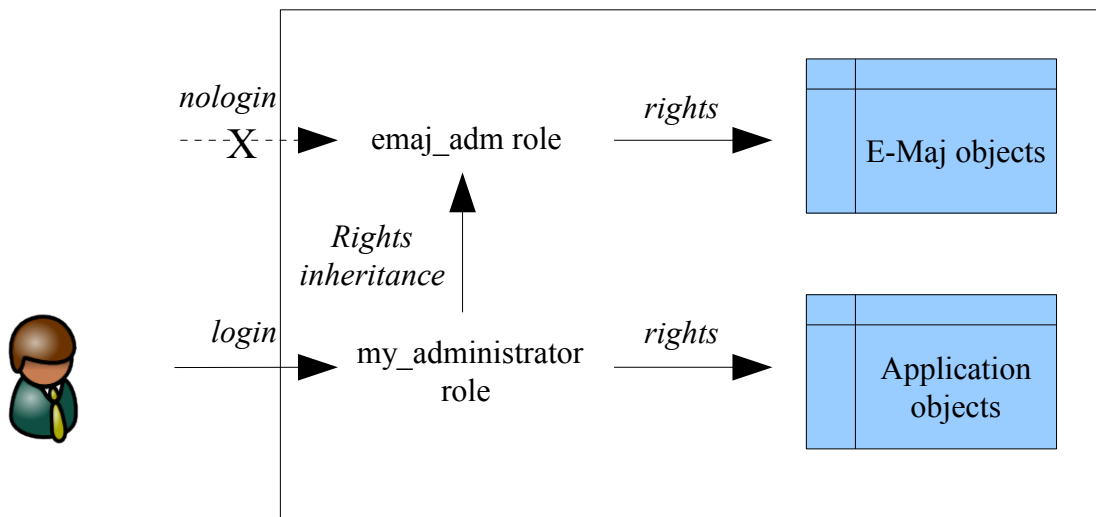 nologin
X
emaj_adm role
rights
E-Maj objects
Rights
inheritance
login
my_administrator
role
rights
Application
objects